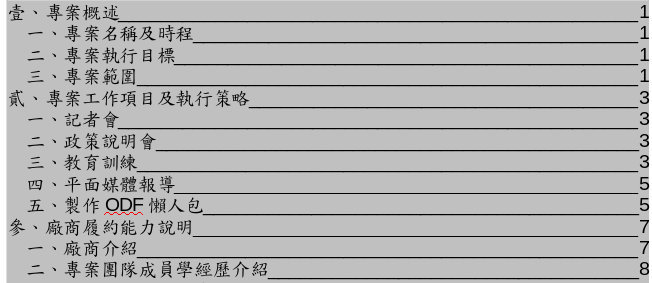 壹、專案概述 1
一、專案名稱及時程 1
二、專案執行目標 1
三、專案範圍 1
貳、專案工作項目及執行策略 3
一、記者會 3
二、政策說明會 3
三、教育訓練 3
四、平面媒體報導 5
五、製作 ODF 懶人包 5
參、廠商履約能力說明 7
一、廠商介紹 7
二、專案團隊成員學經歷介紹 8